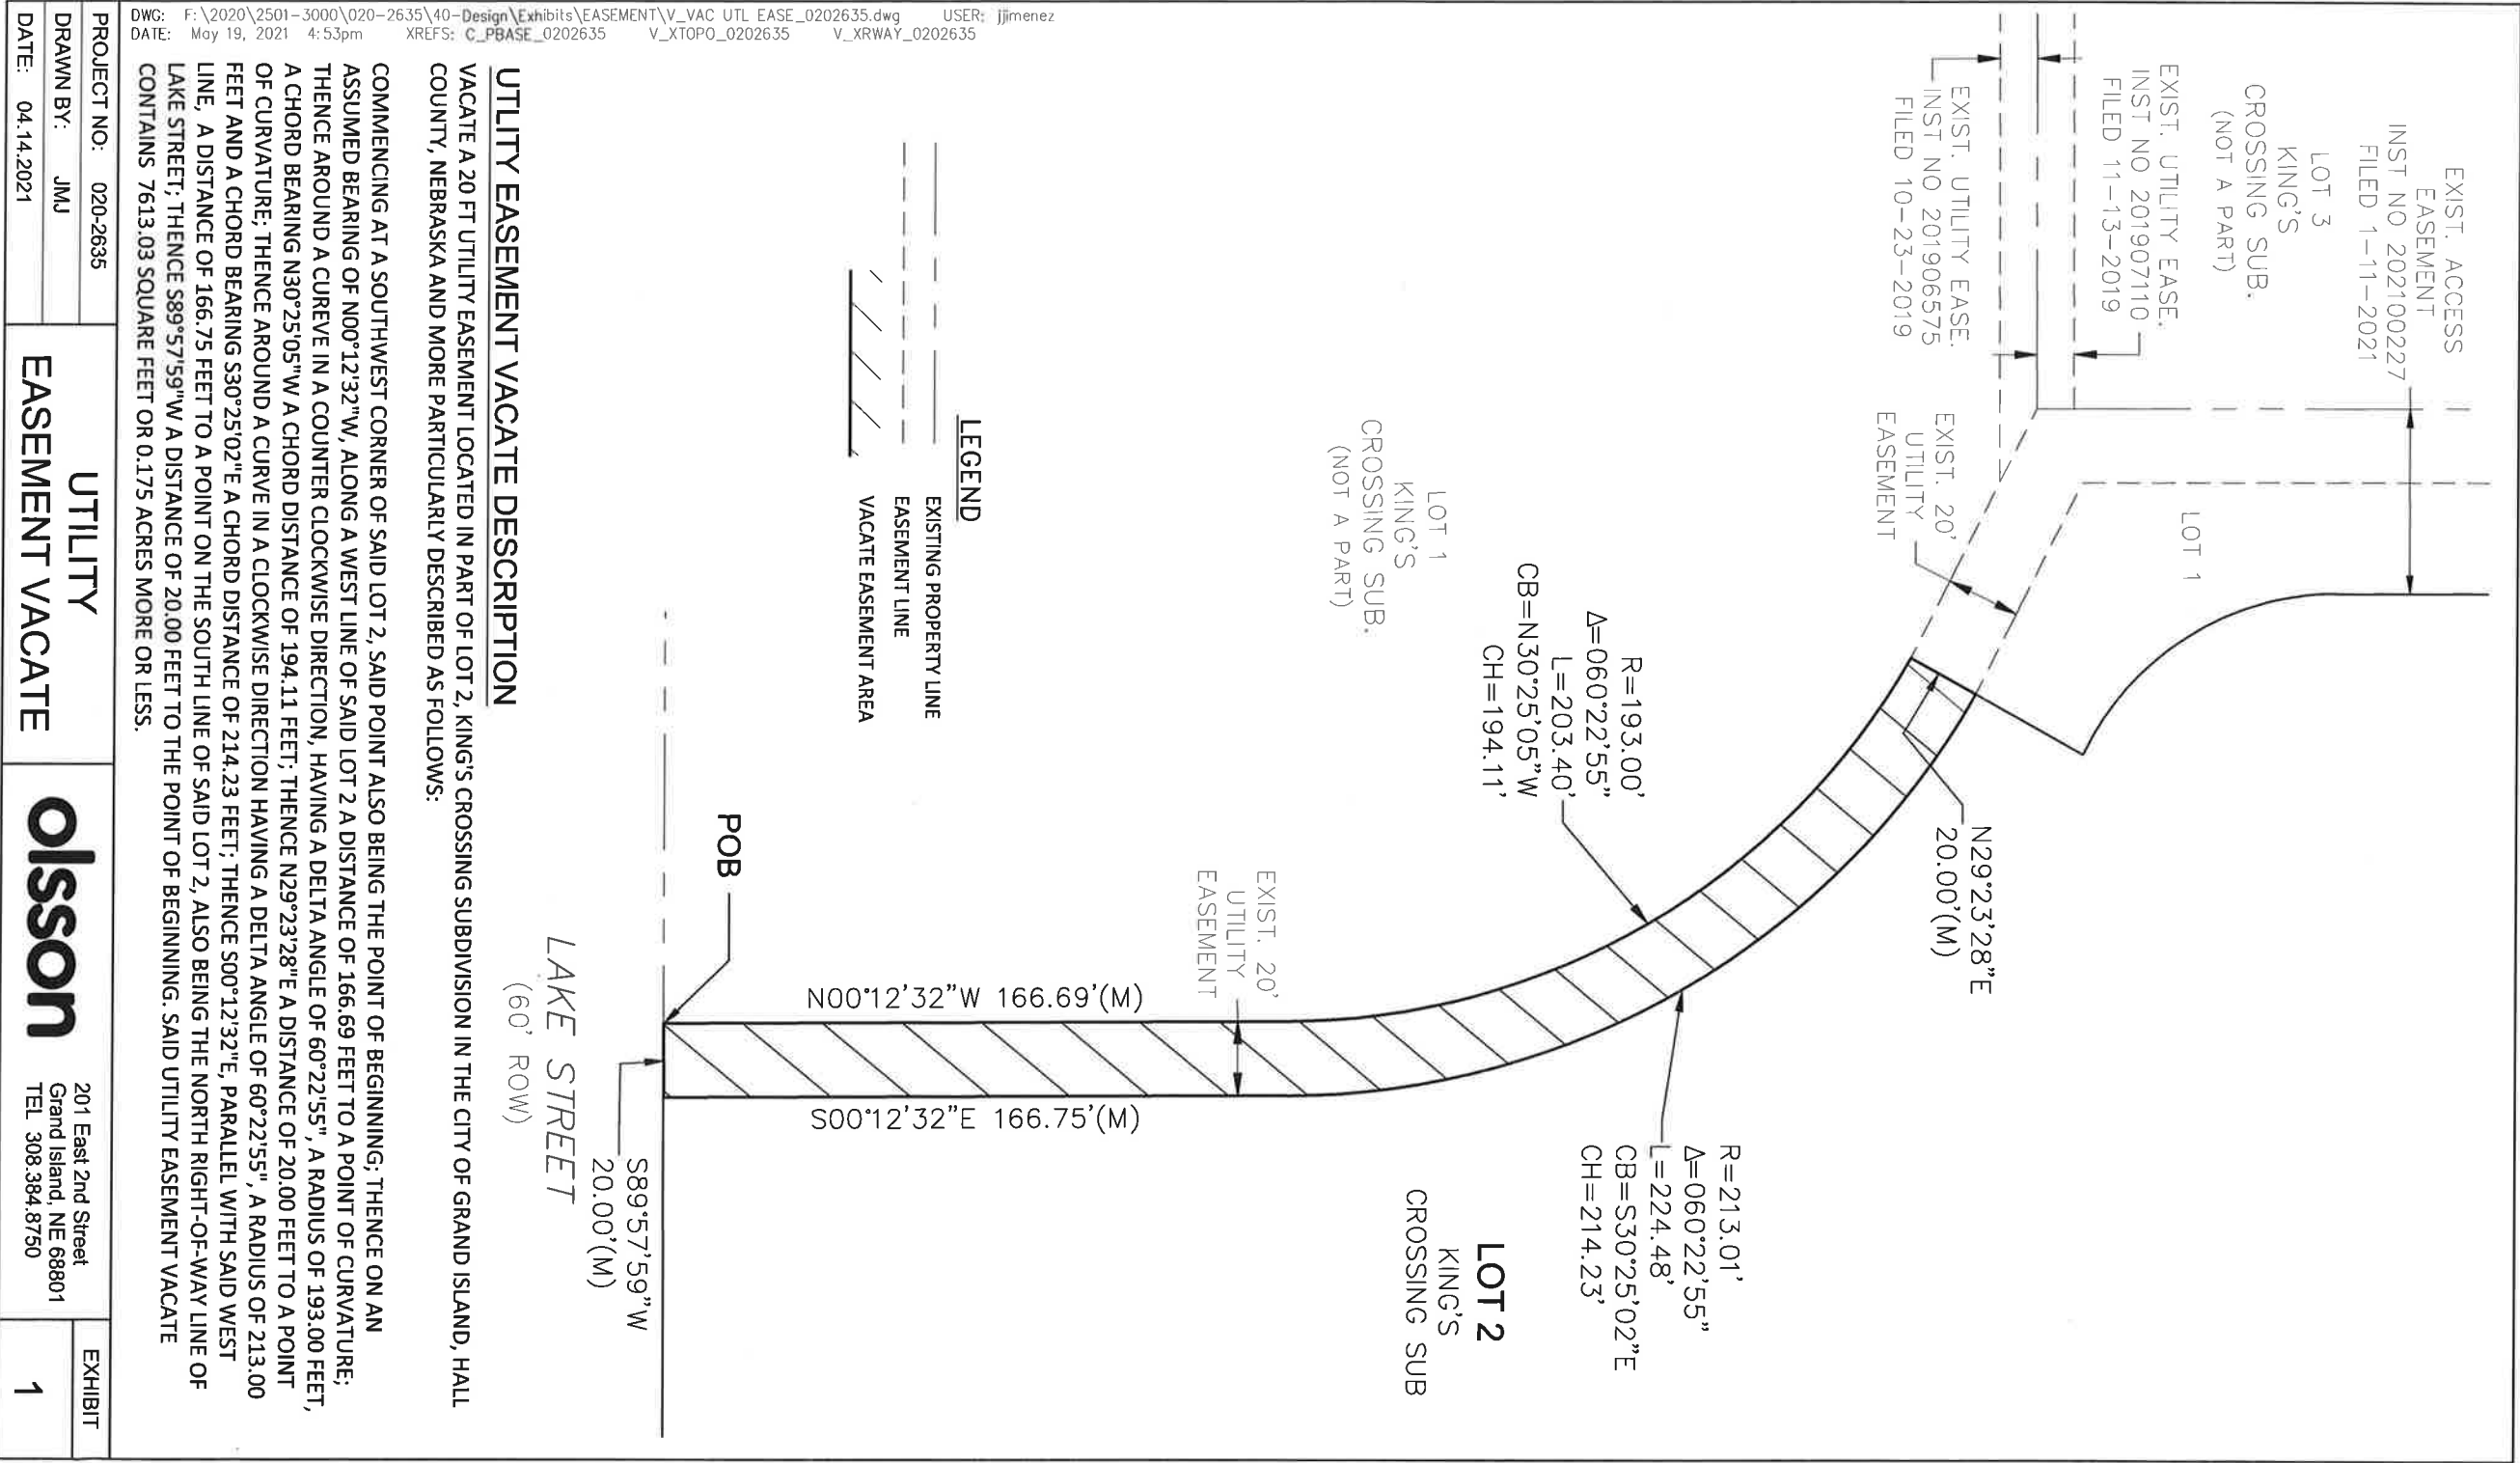 DWG: F:\2020\2501-3000\020-2635\40-Design\Exhibits\EASEMENT\V_VAC UTL EASE_0202635.dwg USER: jjimenez
DATE: May 19, 2021 4:53pm XREFS: C_PBASE_0202635 V_XTOPO_0202635 V_XRWAY_0202635
EXIST. ACCESS
EASEMENT
INST NO 202100227
FILED 1-11-2021
LOT 3
KING'S
CROSSING SUB.
(NOT A PART)
EXIST. UTILITY EASE.
INST NO 201907110
FILED 11-13-2019
EXIST. UTILITY EASE.
INST NO 201906575
FILED 10-23-2019
LOT 1
EXIST. 20'
UTILITY
EASEMENT
N29°23'28"E
20.00'(M)
R=193.00'
Δ=060°22'55"
L=203.40'
CB=N30°25'05"W
CH=194.11'
LOT 1
KING'S
CROSSING SUB.
(NOT A PART)
R=213.01'
Δ=060°22'55"
L=224.48'
CB=S30°25'02"E
CH=214.23'
LOT 2
KING'S
CROSSING SUB
EXIST. 20'
UTILITY
EASEMENT
N00°12'32"W 166.69'(M)
S00°12'32"E 166.75'(M)
POB
S89°57'59"W
20.00'(M)
LAKE STREET
(60' ROW)
LEGEND
EXISTING PROPERTY LINE
EASEMENT LINE
VACATE EASEMENT AREA
UTLITY EASEMENT VACATE DESCRIPTION
VACATE A 20 FT UTILITY EASEMENT LOCATED IN PART OF LOT 2, KING'S CROSSING SUBDIVISION IN THE CITY OF GRAND ISLAND, HALL
COUNTY, NEBRASKA AND MORE PARTICULARLY DESCRIBED AS FOLLOWS:
COMMENCING AT A SOUTHWEST CORNER OF SAID LOT 2, SAID POINT ALSO BEING THE POINT OF BEGINNING; THENCE ON AN
ASSUMED BEARING OF N00°12'32"W, ALONG A WEST LINE OF SAID LOT 2 A DISTANCE OF 166.69 FEET TO A POINT OF CURVATURE;
THENCE AROUND A CUREVE IN A COUNTER CLOCKWISE DIRECTION, HAVING A DELTA ANGLE OF 60°22'55", A RADIUS OF 193.00 FEET,
A CHORD BEARING N30°25'05"W A CHORD DISTANCE OF 194.11 FEET; THENCE N29°23'28"E A DISTANCE OF 20.00 FEET TO A POINT
OF CURVATURE; THENCE AROUND A CURVE IN A CLOCKWISE DIRECTION HAVING A DELTA ANGLE OF 60°22'55", A RADIUS OF 213.00
FEET AND A CHORD BEARING S30°25'02"E A CHORD DISTANCE OF 214.23 FEET; THENCE S00°12'32"E, PARALLEL WITH SAID WEST
LINE, A DISTANCE OF 166.75 FEET TO A POINT ON THE SOUTH LINE OF SAID LOT 2, ALSO BEING THE NORTH RIGHT-OF-WAY LINE OF
LAKE STREET; THENCE S89°57'59"W A DISTANCE OF 20.00 FEET TO THE POINT OF BEGINNING. SAID UTILITY EASEMENT VACATE
CONTAINS 7613.03 SQUARE FEET OR 0.175 ACRES MORE OR LESS.
PROJECT NO: 020-2635
DRAWN BY: JMJ
DATE: 04.14.2021
UTILITY
EASEMENT VACATE
olsson
201 East 2nd Street
Grand Island, NE 68801
TEL 308.384.8750
EXHIBIT
1